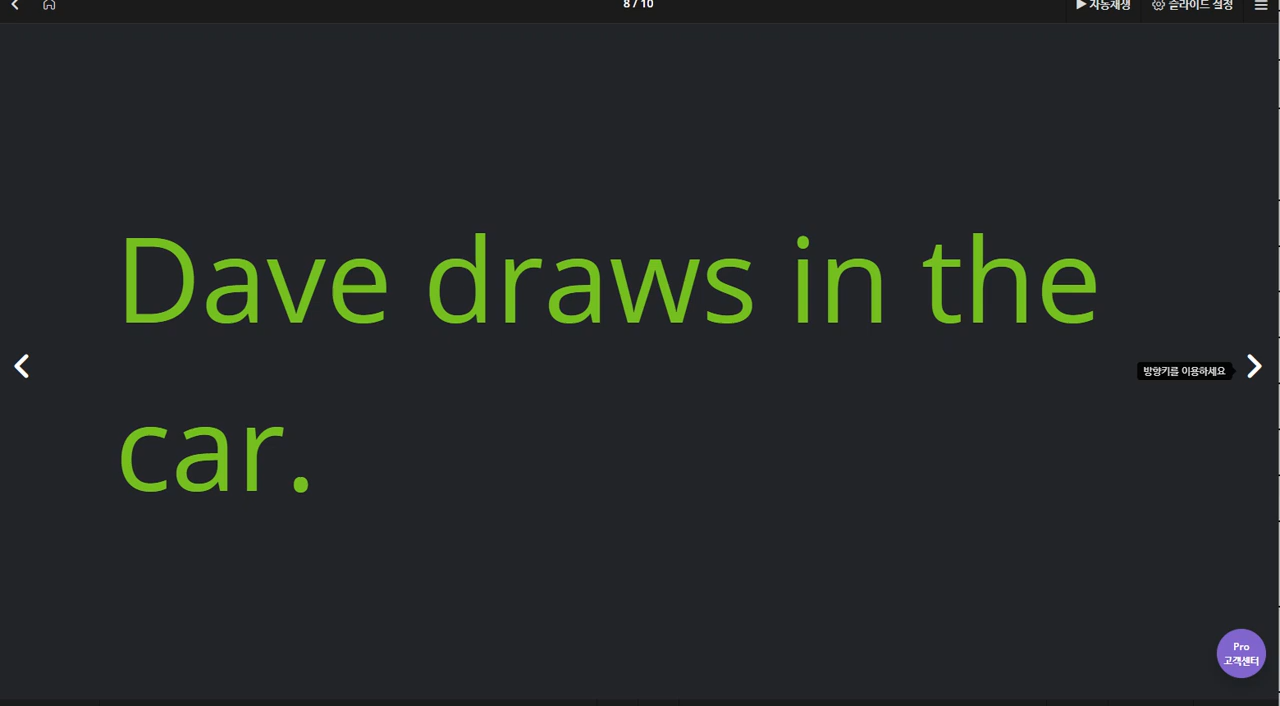 8 / 10
자동재생
슬라이드 설정
Dave draws in the
방향키를 이용하세요
car.
Pro
고객센터